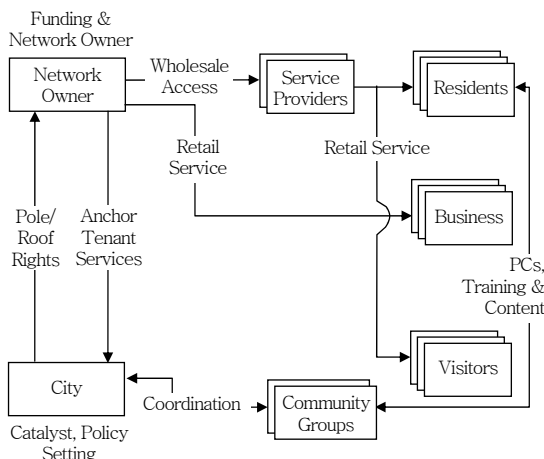 Funding &
Network Owner
Network
Owner
Wholesale
Access
Service
Providers
Residents
Retail
Service
Retail Service
Pole/
Roof
Rights
Anchor
Tenant
Services
Business
PCs,
Training &
Content
Visitors
City
Coordination
Community
Groups
Catalyst, Policy
Setting